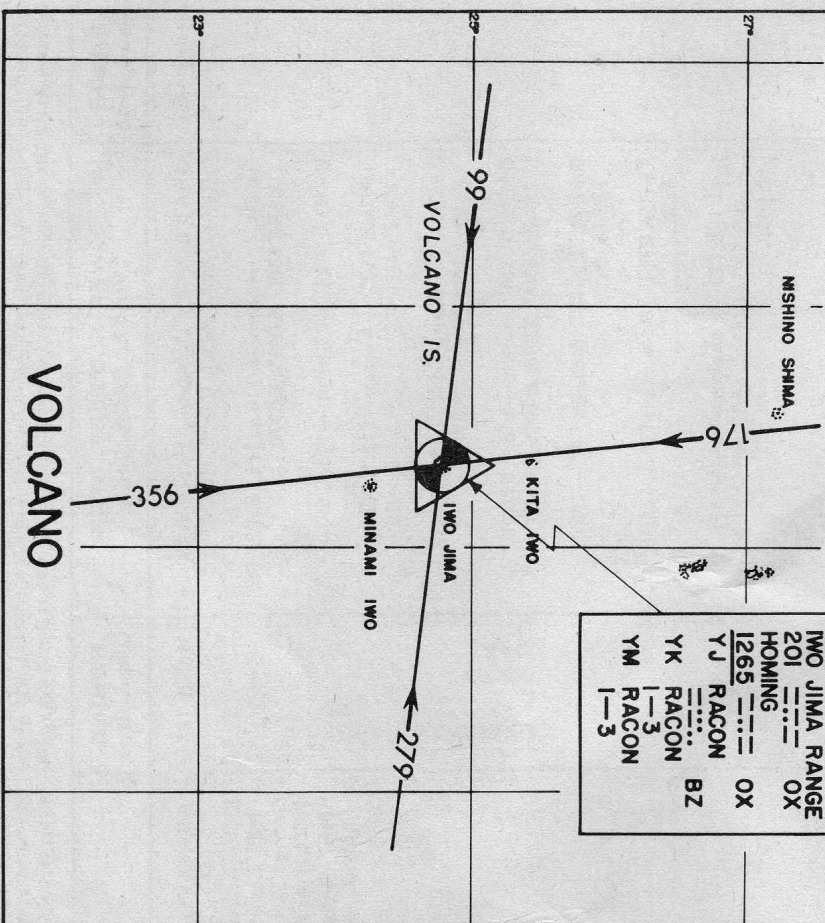 VOLCANO
23°
25°
27°
99
VOLCANO IS.
NISHINO SHIMA
176
356
KITA IWO
IWO JIMA
MINAMI IWO
279
IWO JIMA RANGE
201 OX
HOMING
1265 OX
YJ RACON
BZ
YK RACON
1—3
YM RACON
1—3